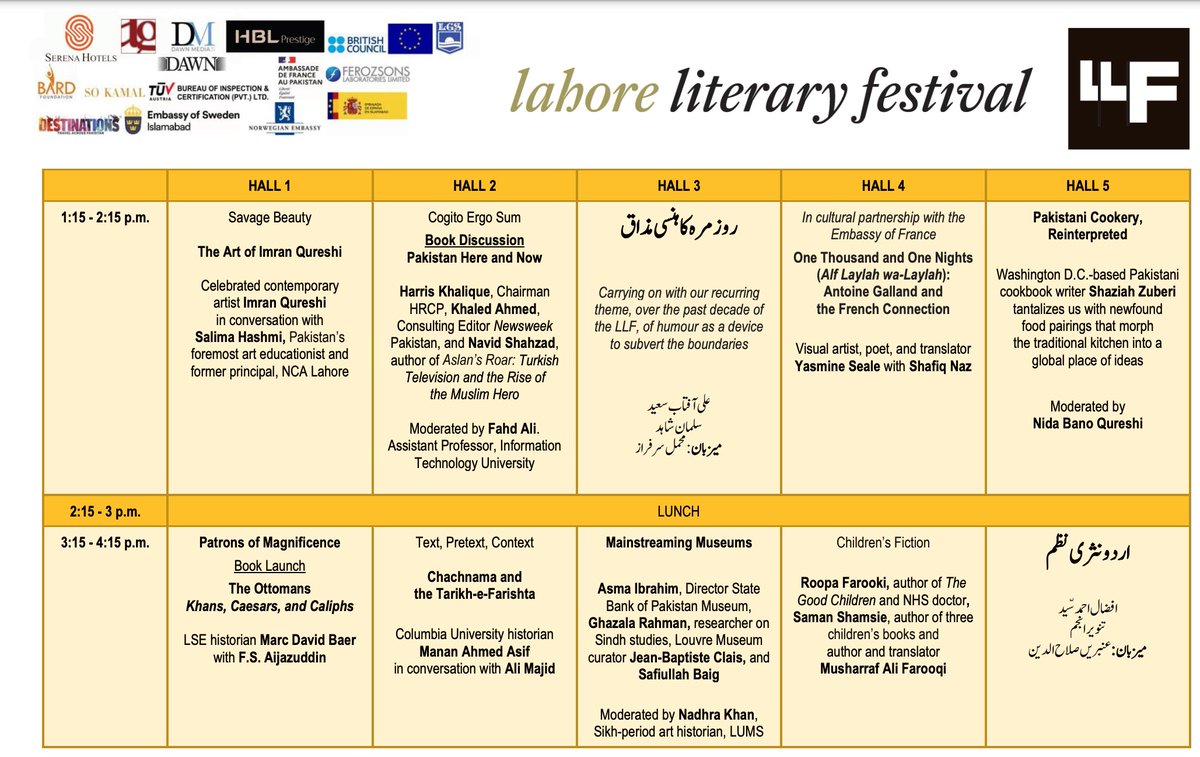 SERENA HOTELS
DM
DAWN MEDIA
DAWN
HBL Prestige
BRITISH
COUNCIL
LGS
AMBASSADE
DE FRANCE
AU PAKISTAN
FEROZSONS
LABORATORIES LIMITED
BARD
FOUNDATION
SO KAMAL
TÜV
AUSTRIA
BUREAU OF INSPECTION &
CERTIFICATION (PVT.) LTD.
DESTINATIONS
Embassy of Sweden
Islamabad
NORWEGIAN EMBASSY
lahore literary festival
LLF
HALL 1
HALL 2
HALL 3
HALL 4
HALL 5
1:15 - 2:15 p.m.
Savage Beauty
The Art of Imran Qureshi
Celebrated contemporary
artist Imran Qureshi
in conversation with
Salima Hashmi, Pakistan’s
foremost art educationist and
former principal, NCA Lahore
Cogito Ergo Sum
Book Discussion
Pakistan Here and Now
Harris Khalique, Chairman
HRCP, Khaled Ahmed,
Consulting Editor Newsweek
Pakistan, and Navid Shahzad,
author of Aslan’s Roar: Turkish
Television and the Rise of
the Muslim Hero
Moderated by Fahd Ali.
Assistant Professor, Information
Technology University
روزمرہ کا ہنسی مذاق
Carrying on with our recurring
theme, over the past decade of
the LLF, of humour as a device
to subvert the boundaries
علی آفتاب سعید
سلمان شاہد
میزبان: محمل سرفراز
In cultural partnership with the
Embassy of France
One Thousand and One Nights
(Alf Laylah wa-Laylah):
Antoine Galland and
the French Connection
Visual artist, poet, and translator
Yasmine Seale with Shafiq Naz
Pakistani Cookery,
Reinterpreted
Washington D.C.-based Pakistani
cookbook writer Shaziah Zuberi
tantalizes us with newfound
food pairings that morph
the traditional kitchen into a
global place of ideas
Moderated by
Nida Bano Qureshi
2:15 - 3 p.m.
LUNCH
3:15 - 4:15 p.m.
Patrons of Magnificence
Book Launch
The Ottomans
Khans, Caesars, and Caliphs
LSE historian Marc David Baer
with F.S. Aijazuddin
Text, Pretext, Context
Chachnama and
the Tarikh-e-Farishta
Columbia University historian
Manan Ahmed Asif
in conversation with Ali Majid
Mainstreaming Museums
Asma Ibrahim, Director State
Bank of Pakistan Museum,
Ghazala Rahman, researcher on
Sindh studies, Louvre Museum
curator Jean-Baptiste Clais, and
Safiullah Baig
Moderated by Nadhra Khan,
Sikh-period art historian, LUMS
Children’s Fiction
Roopa Farooki, author of The
Good Children and NHS doctor,
Saman Shamsie, author of three
children’s books and
author and translator
Musharraf Ali Farooqi
اردو نثری نظم
افضال احمد سیّد
تنویر انجم
میزبان: عنبریں صلاح الدین